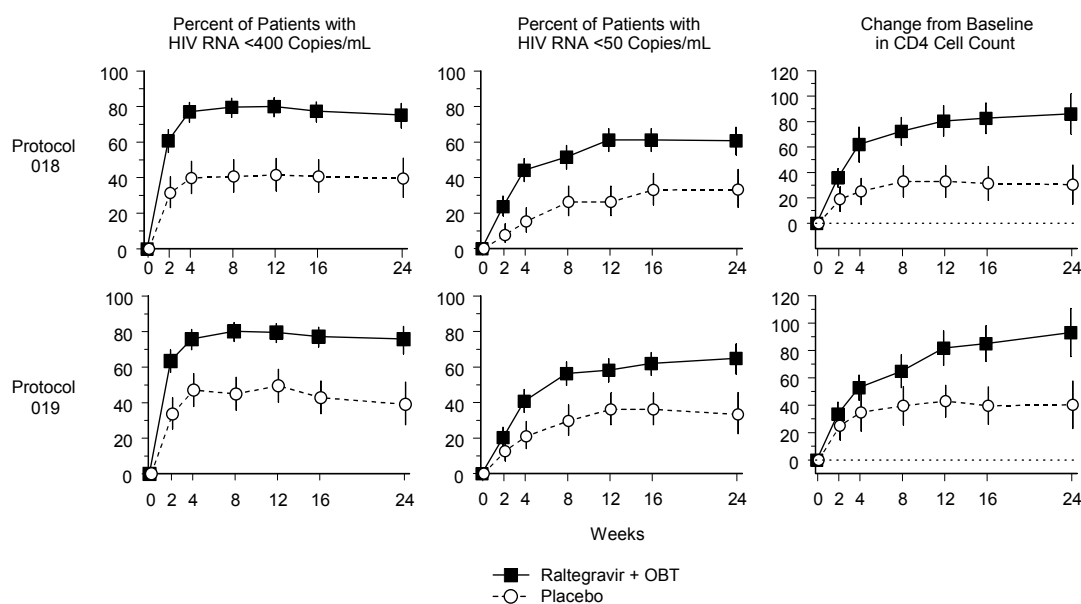 Percent of Patients with
HIV RNA <400 Copies/mL
Percent of Patients with
HIV RNA <50 Copies/mL
Change from Baseline
in CD4 Cell Count
Protocol
018
100
80
60
40
20
0
0 2 4 8 12 16 24
100
80
60
40
20
0
0 2 4 8 12 16 24
120
100
80
60
40
20
0
0 2 4 8 12 16 24
Protocol
019
100
80
60
40
20
0
0 2 4 8 12 16 24
100
80
60
40
20
0
0 2 4 8 12 16 24
120
100
80
60
40
20
0
0 2 4 8 12 16 24
Weeks
Raltegravir + OBT
Placebo